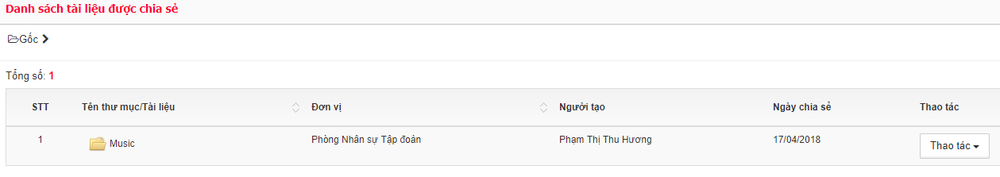 Danh sách tài liệu được chia sẻ
Gốc
Tổng số: 1
STT Tên thư mục/Tài liệu Đơn vị Người tạo Ngày chia sẻ Thao tác
1 Music Phòng Nhân sự Tập đoàn Phạm Thị Thu Hương 17/04/2018 Thao tác